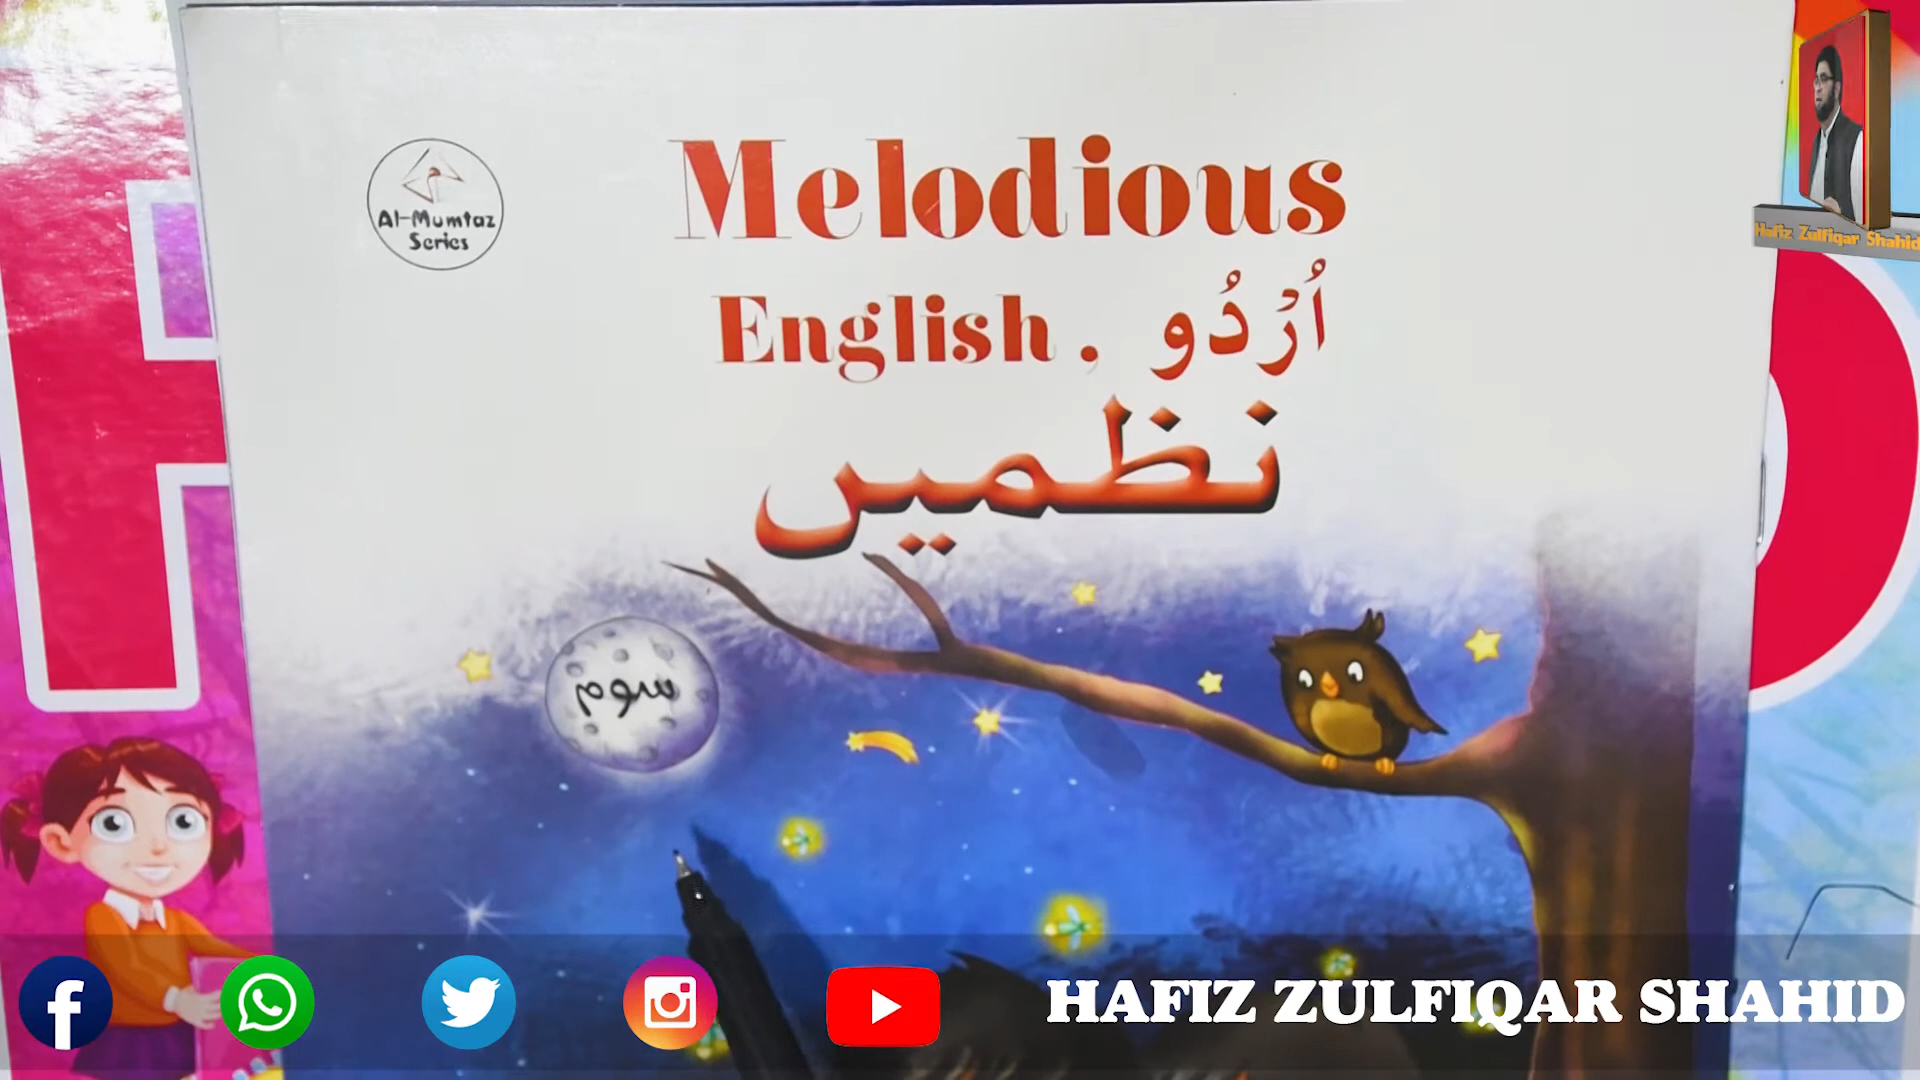 Melodious
English , اُرْدُو
نظمیں
Al-Mumtaz
Series
سوم
Hafiz Zulfiqar Shahid
HAFIZ ZULFIQAR SHAHID